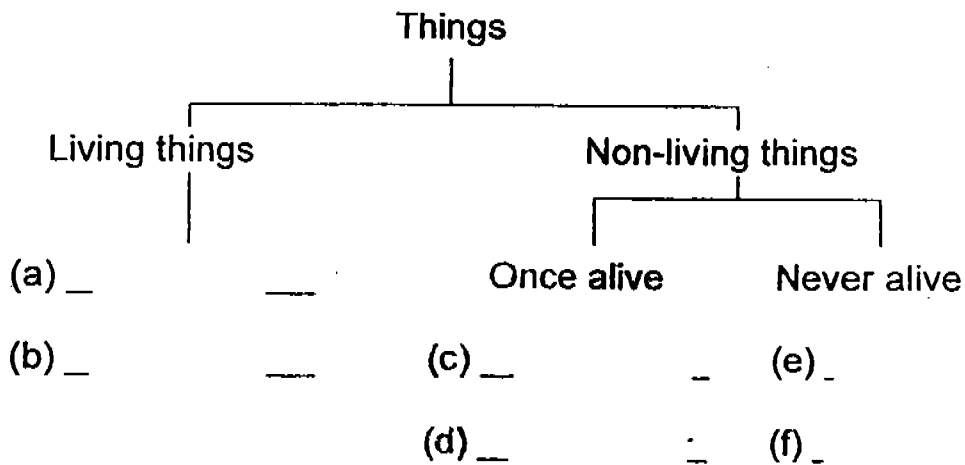 Things
Living things Non-living things
(a) Once alive Never alive
(b) (c) (e)
(d) (f)